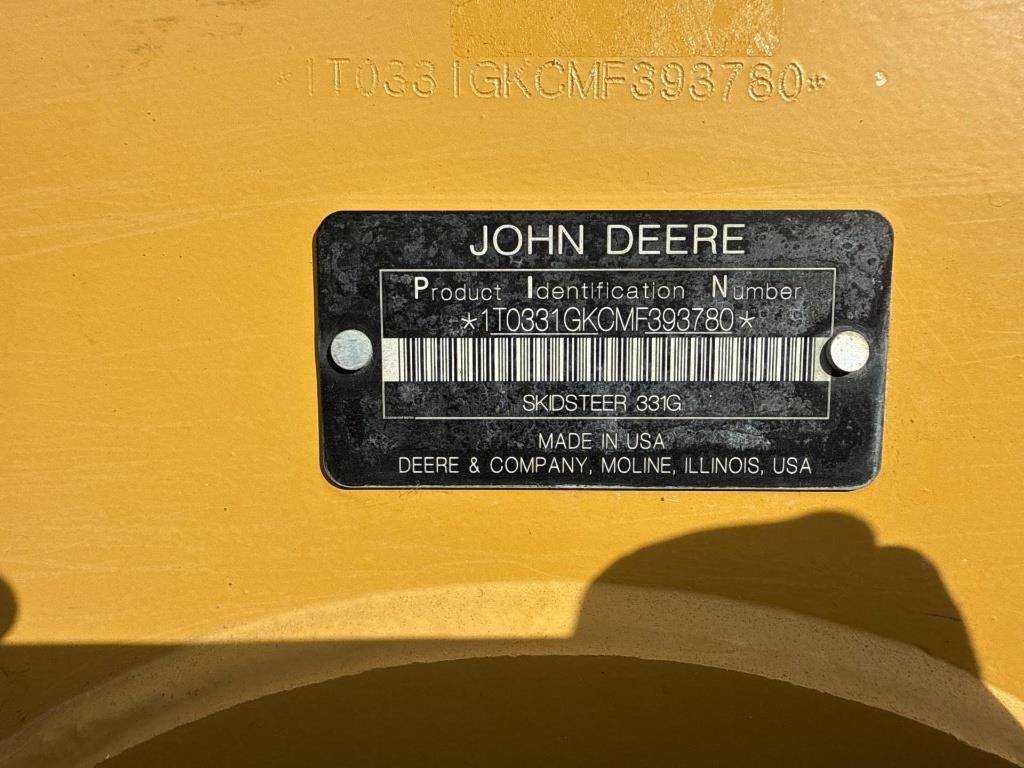 *1T0331GKCMF393780*
JOHN DEERE
Product Identification Number
*1T0331GKCMF393780*
SKIDSTEER 331G
MADE IN USA
DEERE & COMPANY, MOLINE, ILLINOIS, USA